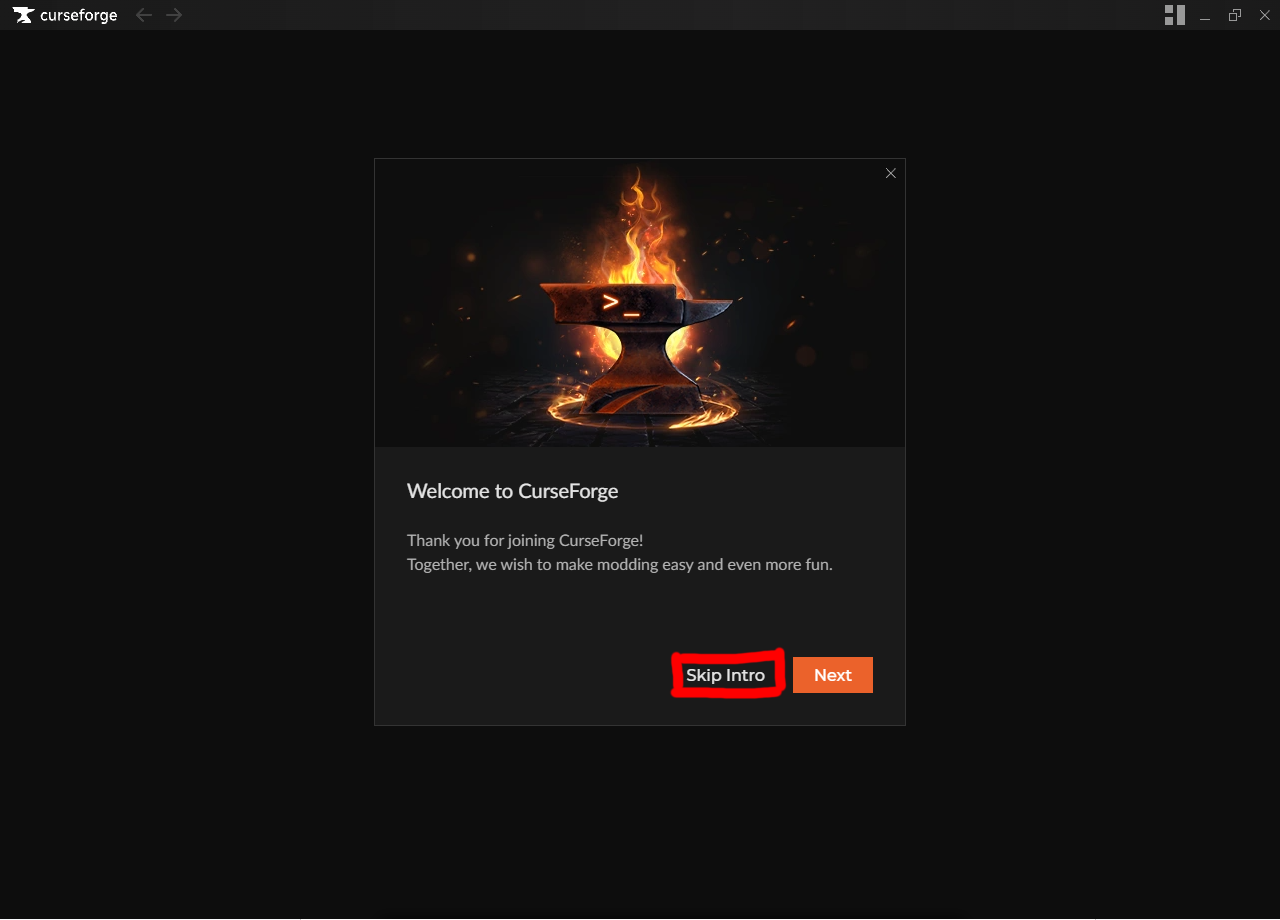 curseforge
>_
Welcome to CurseForge
Thank you for joining CurseForge!
Together, we wish to make modding easy and even more fun.
Skip Intro
Next